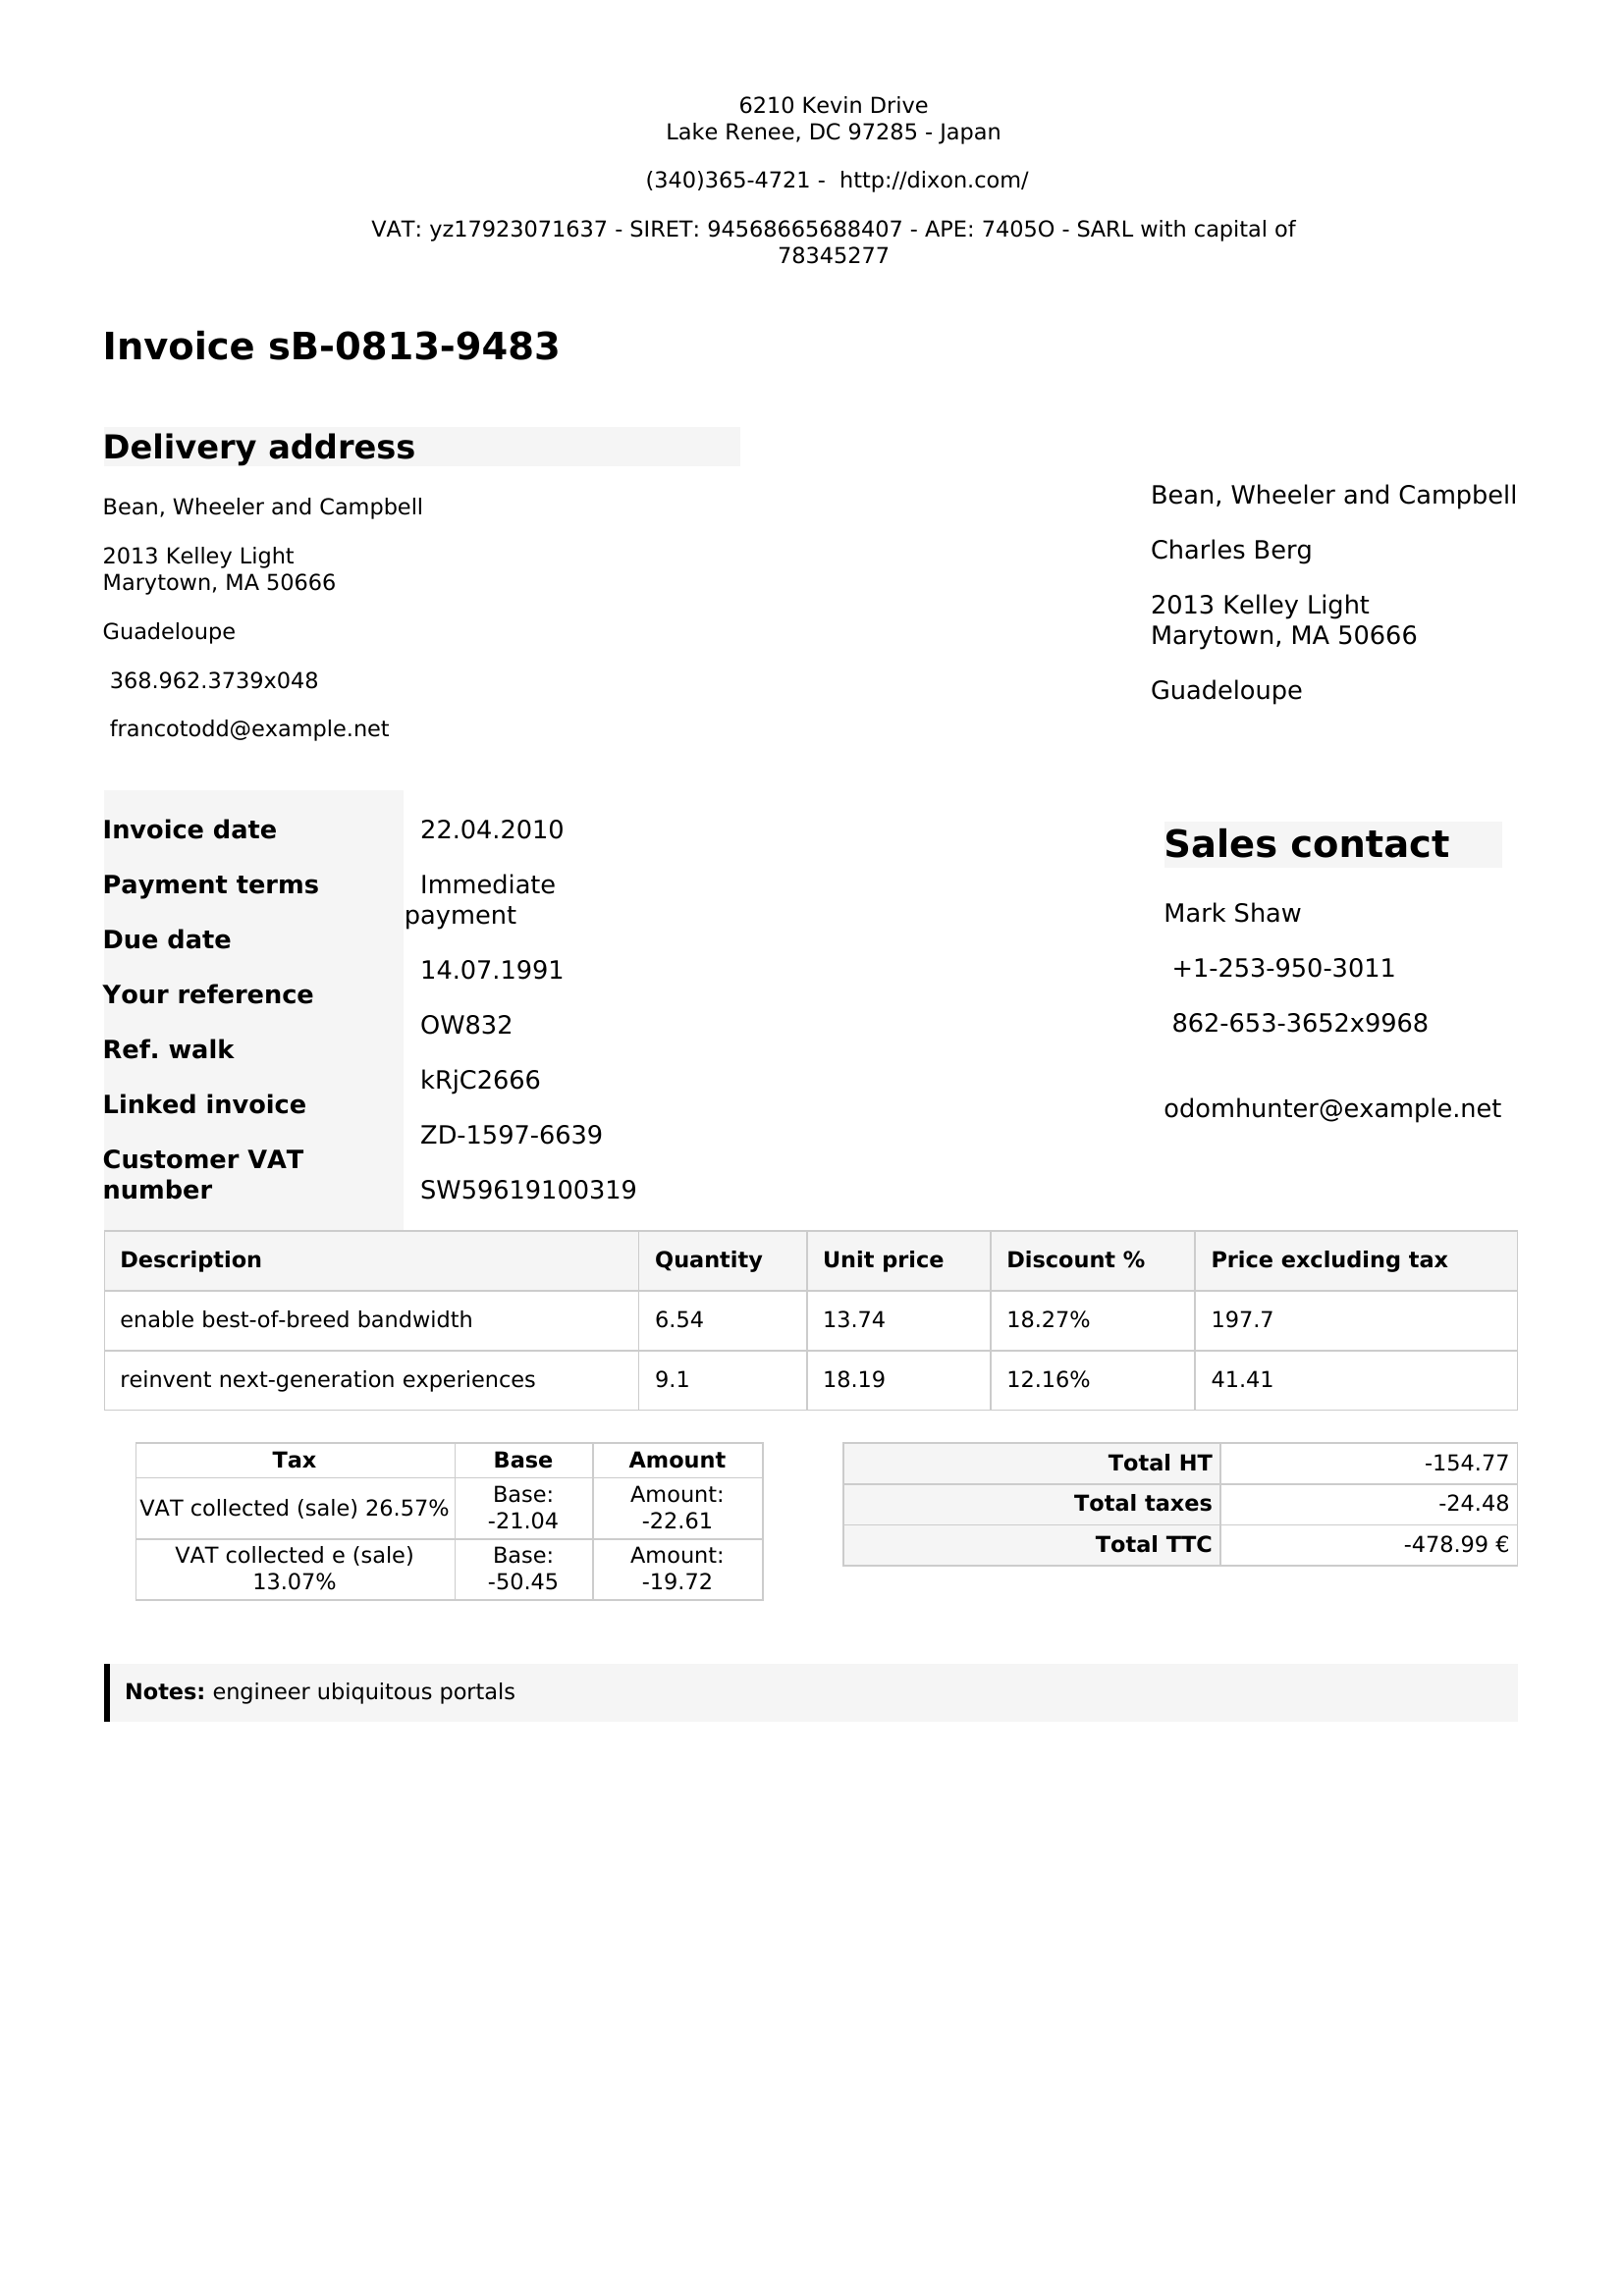 6210 Kevin Drive
Lake Renee, DC 97285 - Japan
(340)365-4721 - http://dixon.com/
VAT: yz17923071637 - SIRET: 94568665688407 - APE: 7405O - SARL with capital of
78345277
Invoice sB-0813-9483
Delivery address
Bean, Wheeler and Campbell
2013 Kelley Light
Marytown, MA 50666
Guadeloupe
368.962.3739x048
francotodd@example.net
Bean, Wheeler and Campbell
Charles Berg
2013 Kelley Light
Marytown, MA 50666
Guadeloupe
Invoice date
Payment terms
Due date
Your reference
Ref. walk
Linked invoice
Customer VAT
number
22.04.2010
Immediate
payment
14.07.1991
OW832
kRjC2666
ZD-1597-6639
SW59619100319
Sales contact
Mark Shaw
+1-253-950-3011
862-653-3652x9968
odomhunter@example.net
Description Quantity Unit price Discount % Price excluding tax
enable best-of-breed bandwidth 6.54 13.74 18.27% 197.7
reinvent next-generation experiences 9.1 18.19 12.16% 41.41
Tax Base Amount
VAT collected (sale) 26.57% Base: -21.04 Amount: -22.61
VAT collected e (sale) 13.07% Base: -50.45 Amount: -19.72
Total HT -154.77
Total taxes -24.48
Total TTC -478.99 €
Notes: engineer ubiquitous portals